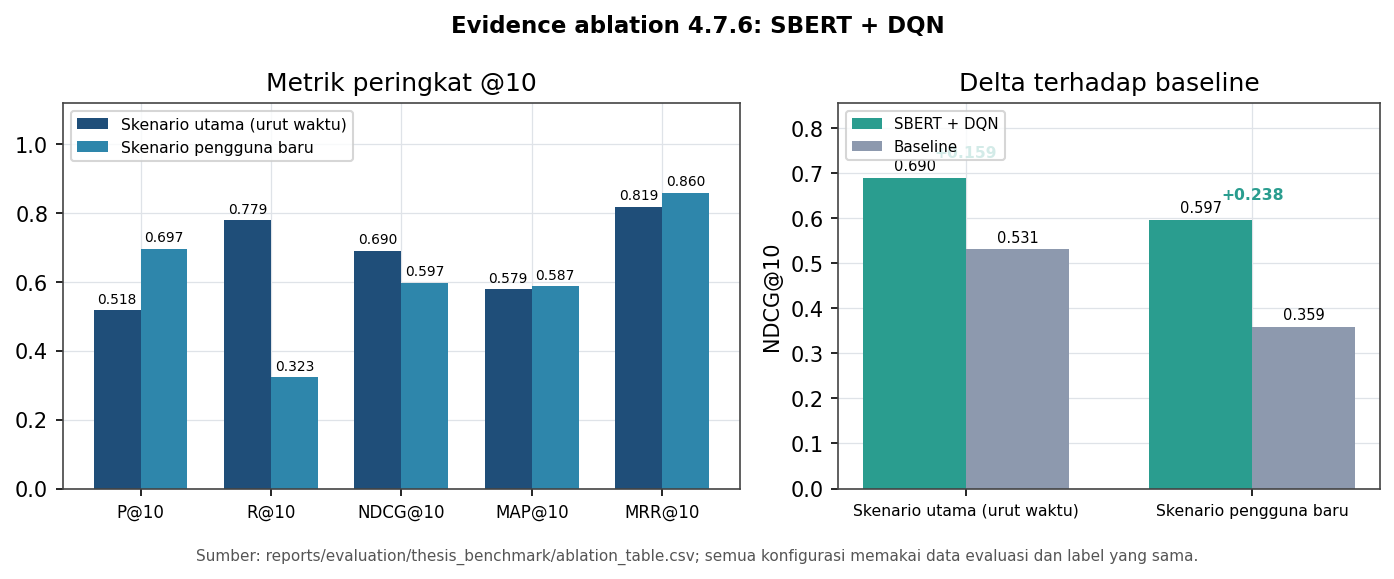 Evidence ablation 4.7.6: SBERT + DQN
Metrik peringkat @10
Skenario utama (urut waktu)
Skenario pengguna baru
1.0
0.8
0.6
0.4
0.2
0.0
0.518
0.697
0.779
0.323
0.690
0.597
0.579
0.587
0.819
0.860
P@10
R@10
NDCG@10
MAP@10
MRR@10
Delta terhadap baseline
SBERT + DQN
Baseline
+0.159
NDCG@10
0.8
0.7
0.6
0.5
0.4
0.3
0.2
0.1
0.0
0.690
0.531
+0.238
0.597
0.359
Skenario utama (urut waktu)
Skenario pengguna baru
Sumber: reports/evaluation/thesis_benchmark/ablation_table.csv; semua konfigurasi memakai data evaluasi dan label yang sama.